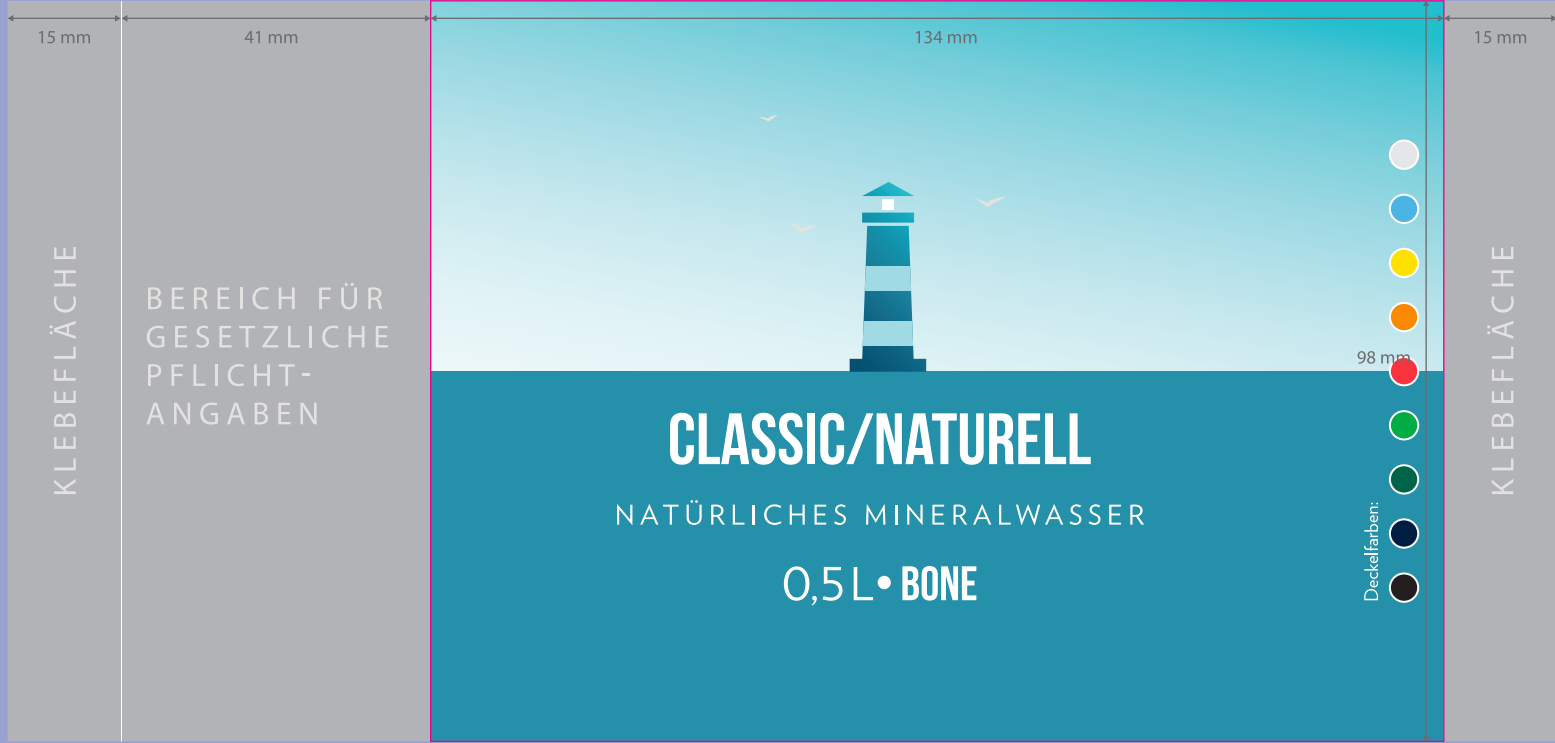 15 mm
41 mm
134 mm
15 mm
KLEBEFLÄCHE
BEREICH FÜR
GESETZLICHE
PFLICHT-
ANGABEN
98 mm
CLASSIC/NATURELL
NATÜRLICHES MINERALWASSER
0,5 L• BONE
Deckelfarben:
KLEBEFLÄCHE